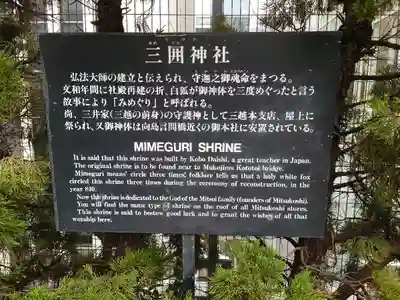 三囲神社
弘法大師の建立と伝えられ、守迦之御魂命をまつる。
文和年間に社殿再建の折、白狐が御神体を三度めぐったと言う
故事により「みめぐり」と呼ばれる。
尚、三井家（三越の前身）の守護神として三越本支店、屋上に
祭られ、又御神体は向島言問橋近くの御本社に安置されている。
MIMEGURI SHRINE
It is said that this shrine was built by Kobo Daishi, a great teacher in Japan.
The original shrine is to be found near to Mukojima Kototoi bridge.
Mimeguri means circle three times, folklore tells us that a holy white fox
circled this shrine three times during the ceremony of reconstruction, in the
year 830.
Now this shrine is dedicated to the God of the Mitsui family (founders of Mitsukoshi).
You will find the same type of shrine on the roof of all Mitsukoshi stores.
This shrine is said to bestow good luck and to grant the wishes of all that
worship here.